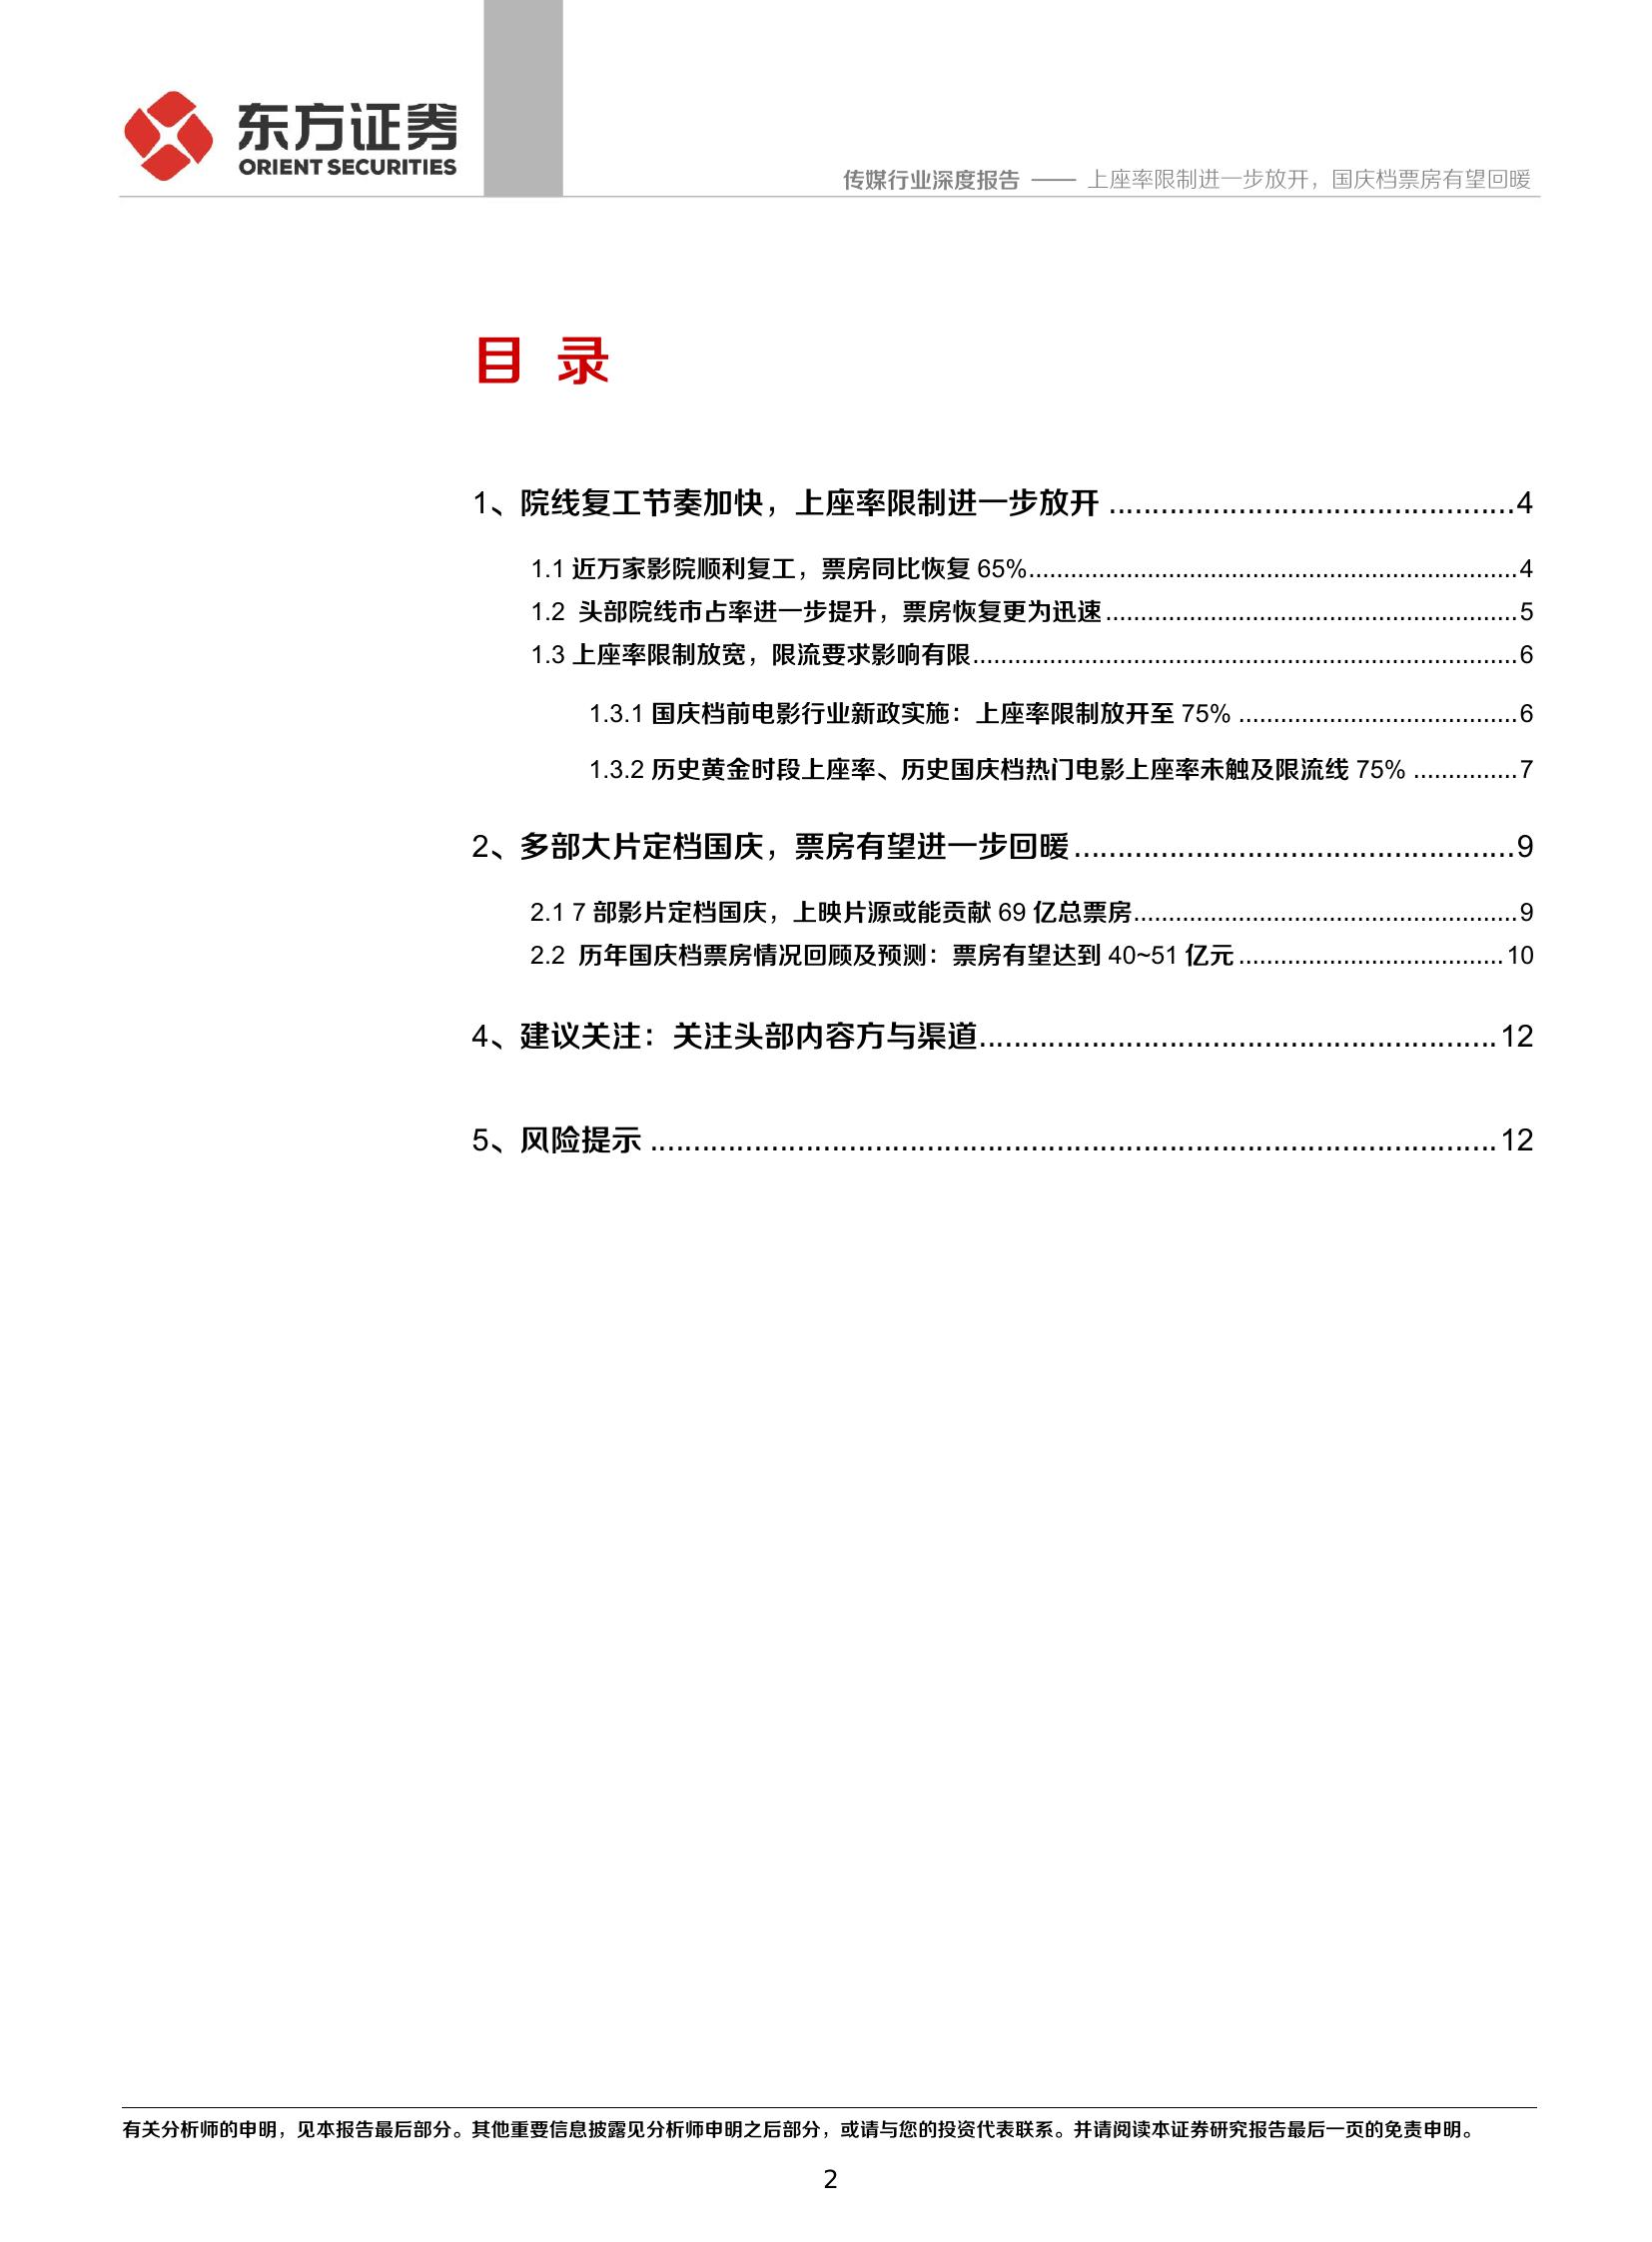 东方证券
ORIENT SECURITIES
传媒行业深度报告 —— 上座率限制进一步放开，国庆档票房有望回暖
目 录
1、院线复工节奏加快，上座率限制进一步放开 ...............................................4
1.1 近万家影院顺利复工，票房同比恢复 65%......................................................................4
1.2 头部院线市占率进一步提升，票房恢复更为迅速...........................................................5
1.3 上座率限制放宽，限流要求影响有限..............................................................................6
1.3.1 国庆档前电影行业新政实施：上座率限制放开至 75% ........................................6
1.3.2 历史黄金时段上座率、历史国庆档热门电影上座率未触及限流线 75% ...............7
2、多部大片定档国庆，票房有望进一步回暖...................................................9
2.1 7 部影片定档国庆，上映片源或能贡献 69 亿总票房.......................................................9
2.2 历年国庆档票房情况回顾及预测：票房有望达到 40~51 亿元......................................10
4、建议关注：关注头部内容方与渠道............................................................12
5、风险提示 ..................................................................................................12
有关分析师的申明，见本报告最后部分。其他重要信息披露见分析师申明之后部分，或请与您的投资代表联系。并请阅读本证券研究报告最后一页的免责申明。
2